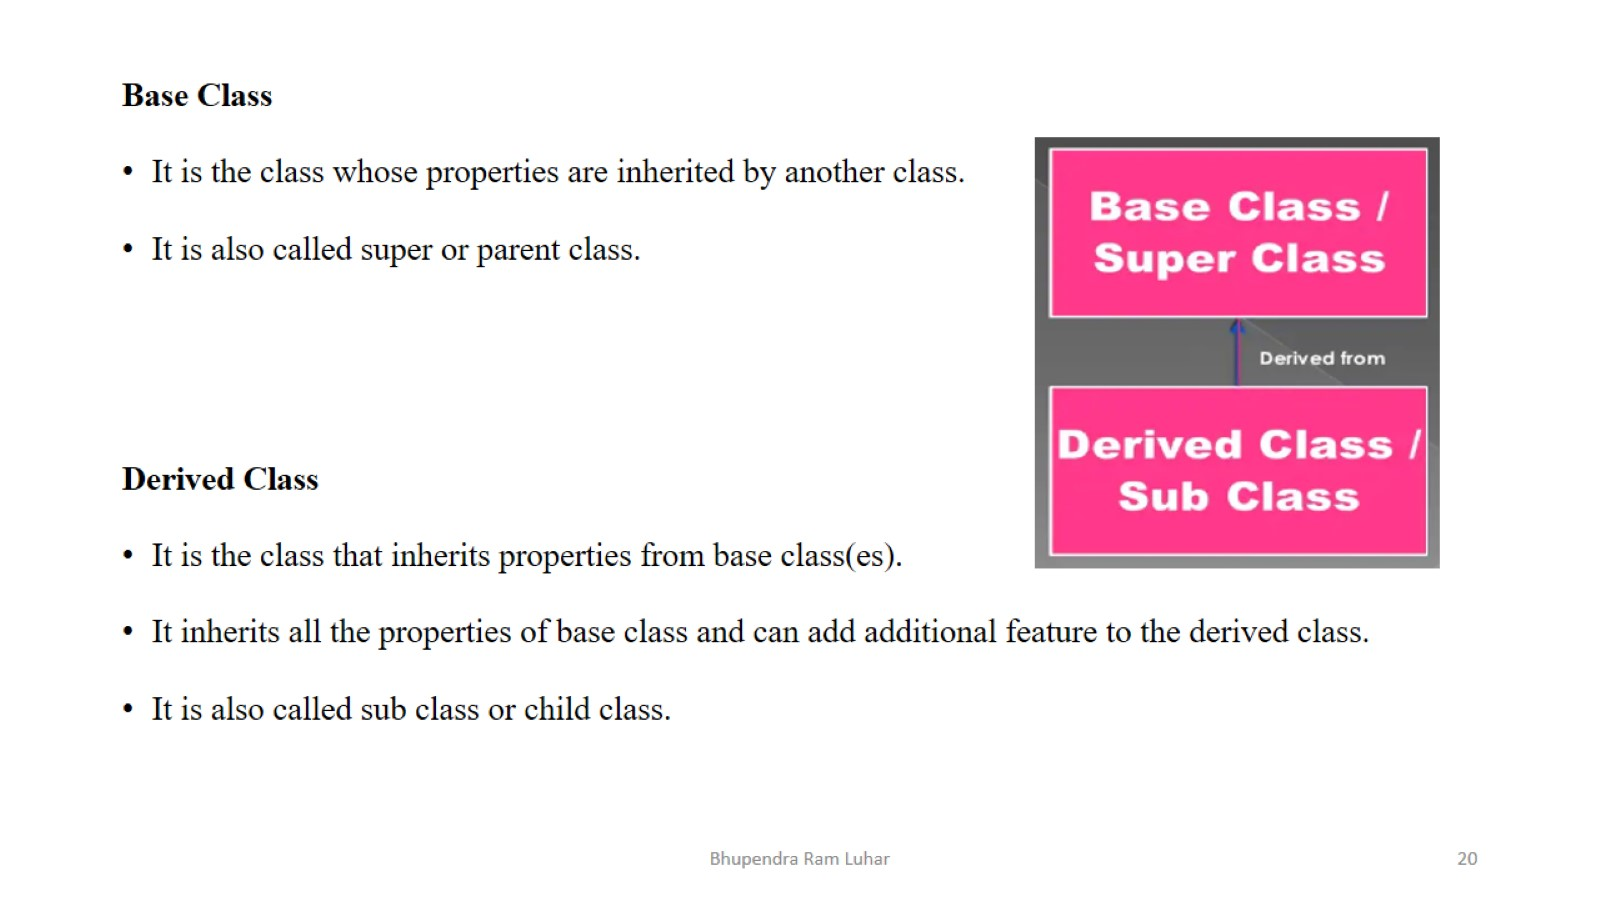 Base Class
• It is the class whose properties are inherited by another class.
• It is also called super or parent class.
Base Class /
Super Class
Derived from
Derived Class /
Sub Class
Derived Class
• It is the class that inherits properties from base class(es).
• It inherits all the properties of base class and can add additional feature to the derived class.
• It is also called sub class or child class.
Bhupendra Ram Luhar
20